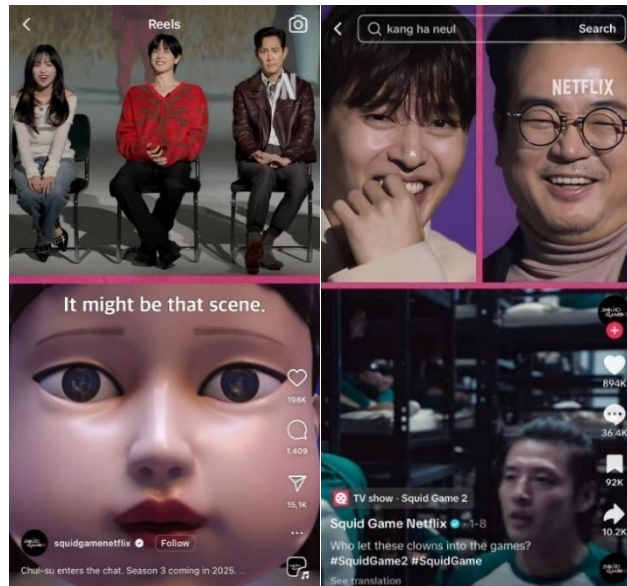 Reels
It might be that scene.
198K
1.409
15,1K
squidgamenetflix
Follow
Chul-su enters the chat. Season 3 coming in 2025. ...
kang ha neul
Search
NETFLIX
894K
36.4K
92K
10.2K
TV show · Squid Game 2
Squid Game Netflix · 1-8
Who let these clowns into the games?
#SquidGame2 #SquidGame
See translation